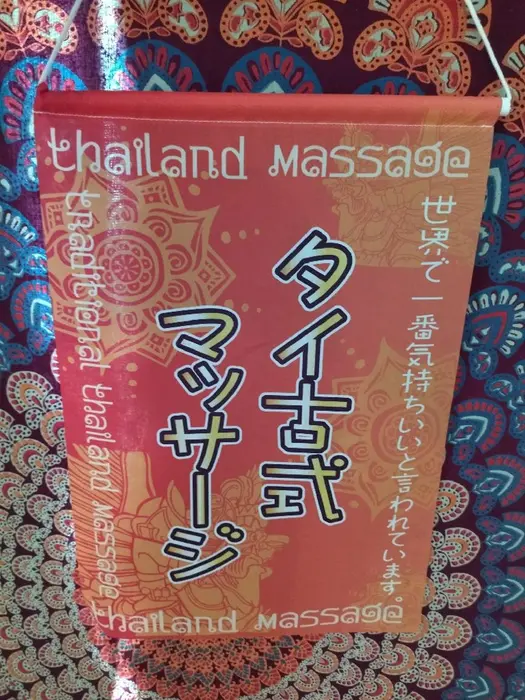 thailand massage
世界で一番気持ちいいと言われています。
タイ古式
マッサージ
traditional thailand massage
thailand massage